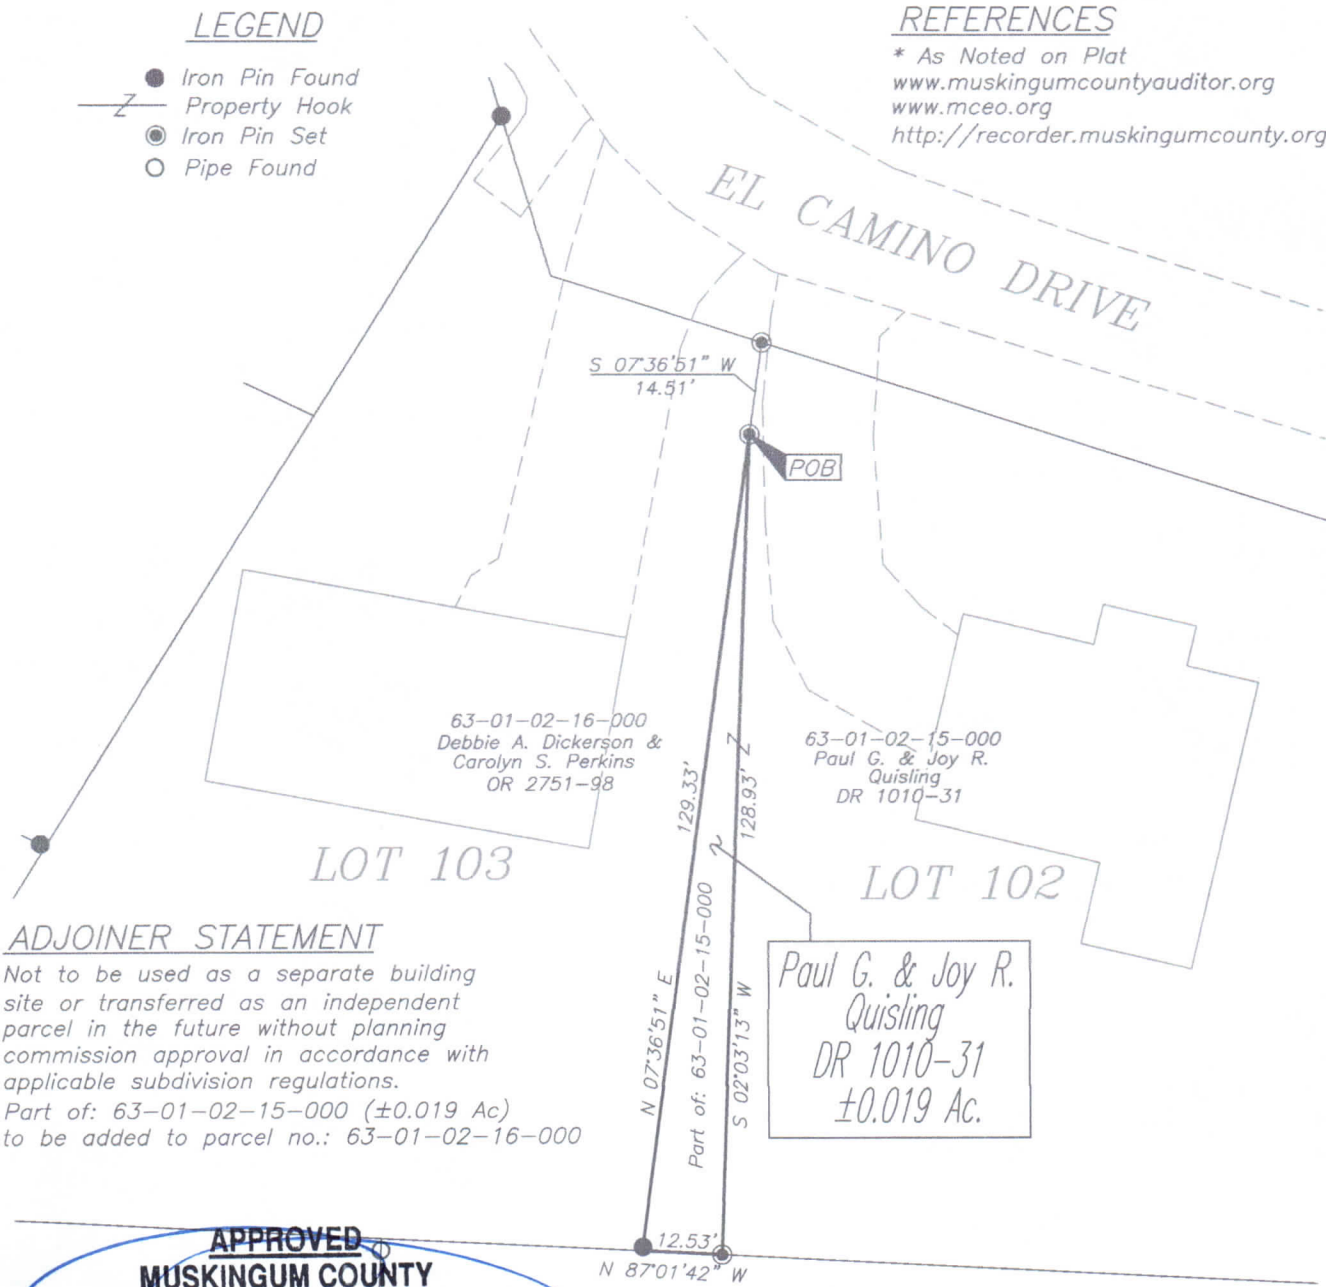 LEGEND
Iron Pin Found
Property Hook
Iron Pin Set
Pipe Found
REFERENCES
* As Noted on Plat
www.muskingumcountyauditor.org
www.mceo.org
http://recorder.muskingumcounty.org
EL CAMINO DRIVE
S 07°36'51" W
14.51'
POB
63-01-02-16-000
Debbie A. Dickerson &
Carolyn S. Perkins
OR 2751-98
129.33'
128.93'
63-01-02-15-000
Paul G. & Joy R.
Quisling
DR 1010-31
LOT 103
LOT 102
N 07°36'51" E
Part of: 63-01-02-15-000
S 02°03'13" W
Paul G. & Joy R.
Quisling
DR 1010-31
±0.019 Ac.
ADJOINER STATEMENT
Not to be used as a separate building
site or transferred as an independent
parcel in the future without planning
commission approval in accordance with
applicable subdivision regulations.
Part of: 63-01-02-15-000 (±0.019 Ac)
to be added to parcel no.: 63-01-02-16-000
12.53'
N 87°01'42" W
APPROVED
MUSKINGUM COUNTY